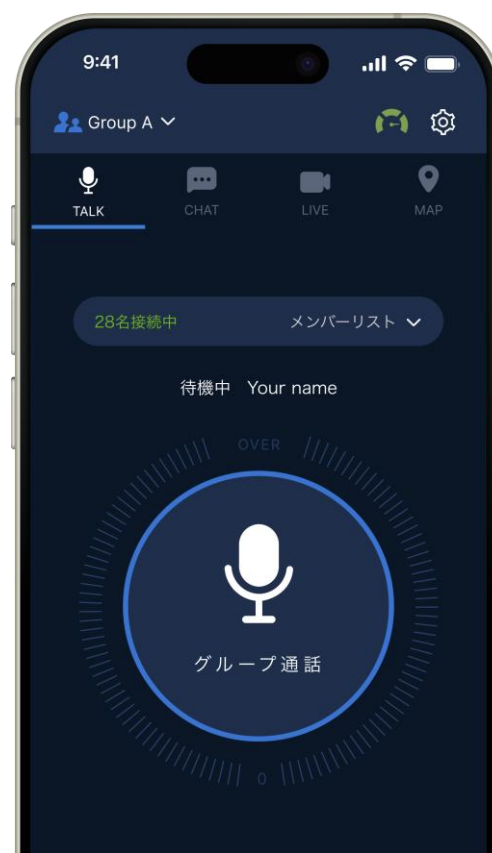 9:41
Group A
TALK CHAT LIVE MAP
28名接続中 メンバーリスト
待機中 Your name
OVER
グループ通話
0